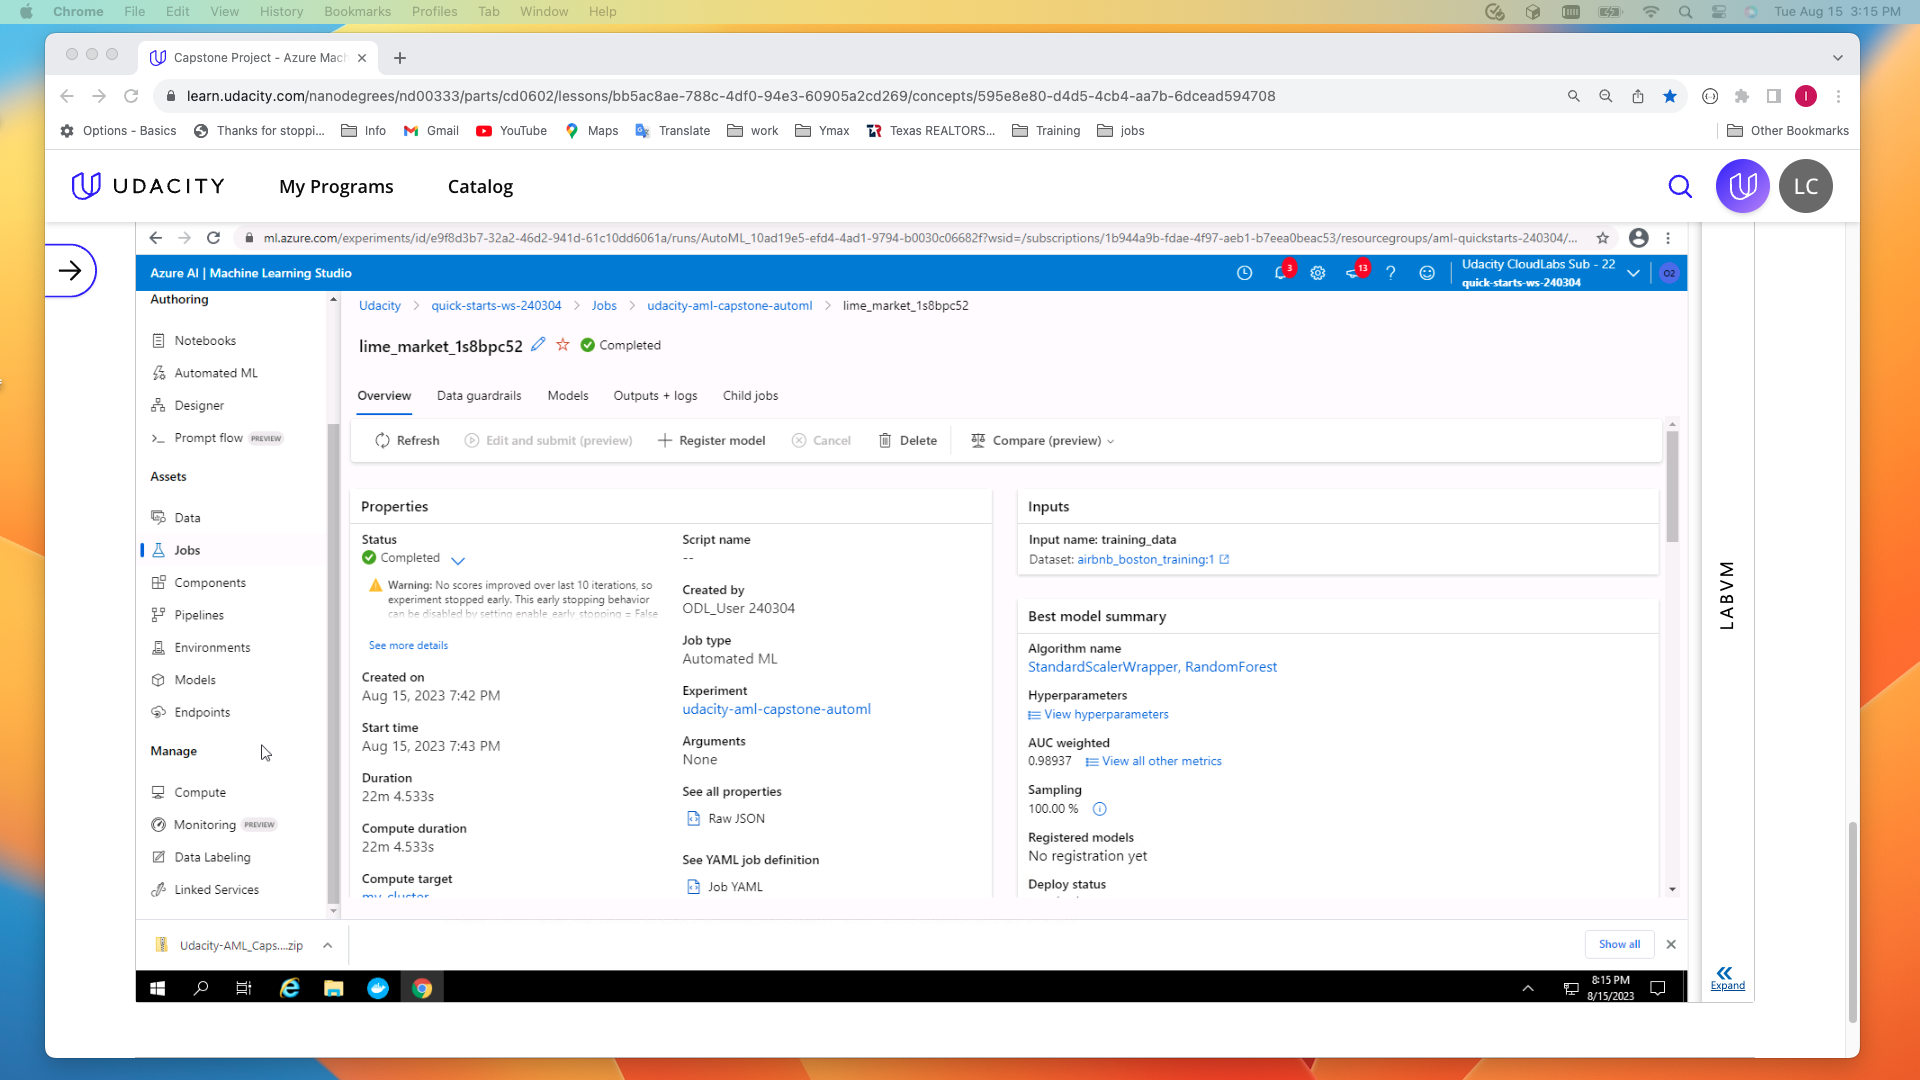 Chrome File Edit View History Bookmarks Profiles Tab Window Help Tue Aug 15 3:15 PM
Capstone Project - Azure Mach
learn.udacity.com/nanodegrees/nd00333/parts/cd0602/lessons/bb5ac8ae-788c-4df0-94e3-60905a2cd269/concepts/595e8e80-d4d5-4cb4-aa7b-6dcead594708
I
Options - Basics Thanks for stoppi... Info Gmail YouTube Maps Translate work Ymax Texas REALTORS... Training jobs Other Bookmarks
UDACITY My Programs Catalog LC
ml.azure.com/experiments/id/e9f8d3b7-32a2-46d2-941d-61c10dd6061a/runs/AutoML_10ad19e5-efd4-4ad1-9794-b0030c06682f?wsid=/subscriptions/1b944a9b-fdae-4f97-aeb1-b7eea0beac53/resourcegroups/aml-quickstarts-240304/...
Azure AI | Machine Learning Studio
3
13
?
Udacity CloudLabs Sub - 22
quick-starts-ws-240304
O2
Authoring
Notebooks
Automated ML
Designer
Prompt flow PREVIEW
Assets
Data
Jobs
Components
Pipelines
Environments
Models
Endpoints
Manage
Compute
Monitoring PREVIEW
Data Labeling
Linked Services
Udacity > quick-starts-ws-240304 > Jobs > udacity-aml-capstone-automl > lime_market_1s8bpc52
lime_market_1s8bpc52 Completed
Overview Data guardrails Models Outputs + logs Child jobs
Refresh Edit and submit (preview) Register model Cancel Delete Compare (preview)
Properties
Status
Completed
Warning: No scores improved over last 10 iterations, so
experiment stopped early. This early stopping behavior
can be disabled by setting enable_early_stopping = False
See more details
Created on
Aug 15, 2023 7:42 PM
Start time
Aug 15, 2023 7:43 PM
Duration
22m 4.533s
Compute duration
22m 4.533s
Compute target
my-cluster
Script name
--
Created by
ODL_User 240304
Job type
Automated ML
Experiment
udacity-aml-capstone-automl
Arguments
None
See all properties
Raw JSON
See YAML job definition
Job YAML
Inputs
Input name: training_data
Dataset: airbnb_boston_training:1
Best model summary
Algorithm name
StandardScalerWrapper, RandomForest
Hyperparameters
View hyperparameters
AUC weighted
0.98937 View all other metrics
Sampling
100.00 %
Registered models
No registration yet
Deploy status
LABVM
Expand
Udacity-AML_Caps....zip
Show all
8:15 PM
8/15/2023